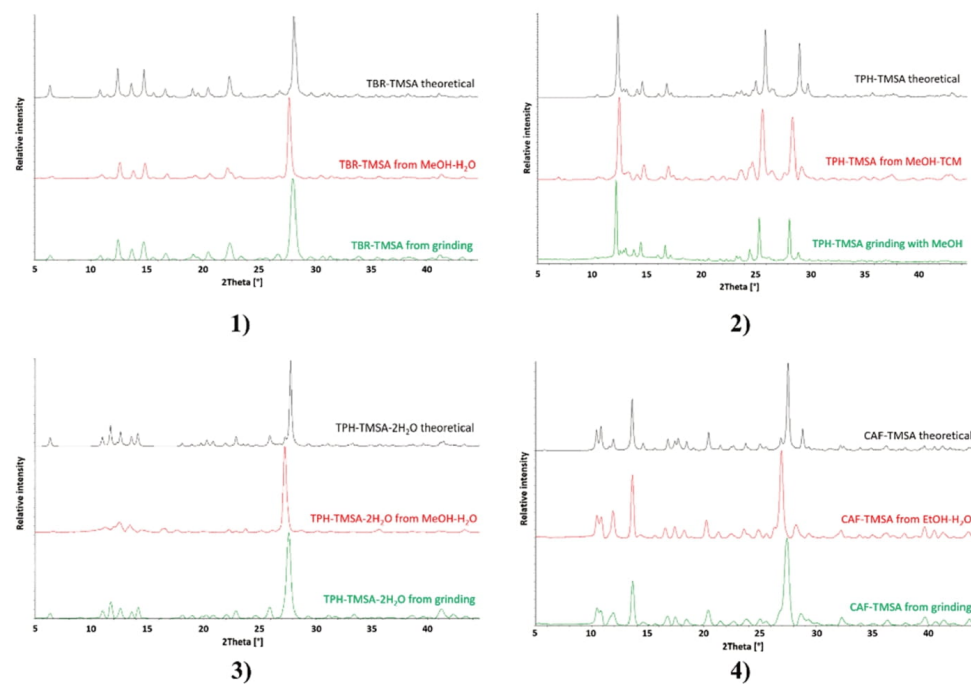 Relative intensity
TBR-TMSA theoretical
TBR-TMSA from MeOH-H₂O
TBR-TMSA from grinding
5 10 15 20 25 30 35 40
2Theta [°]
1)
Relative intensity
TPH-TMSA theoretical
TPH-TMSA from MeOH-TCM
TPH-TMSA grinding with MeOH
5 10 15 20 25 30 35 40
2Theta [°]
2)
Relative intensity
TPH-TMSA-2H₂O theoretical
TPH-TMSA-2H₂O from MeOH-H₂O
TPH-TMSA-2H₂O from grinding
5 10 15 20 25 30 35 40
2Theta [°]
3)
Relative intensity
CAF-TMSA theoretical
CAF-TMSA from EtOH-H₂O
CAF-TMSA from grinding
5 10 15 20 25 30 35 40
2Theta [°]
4)